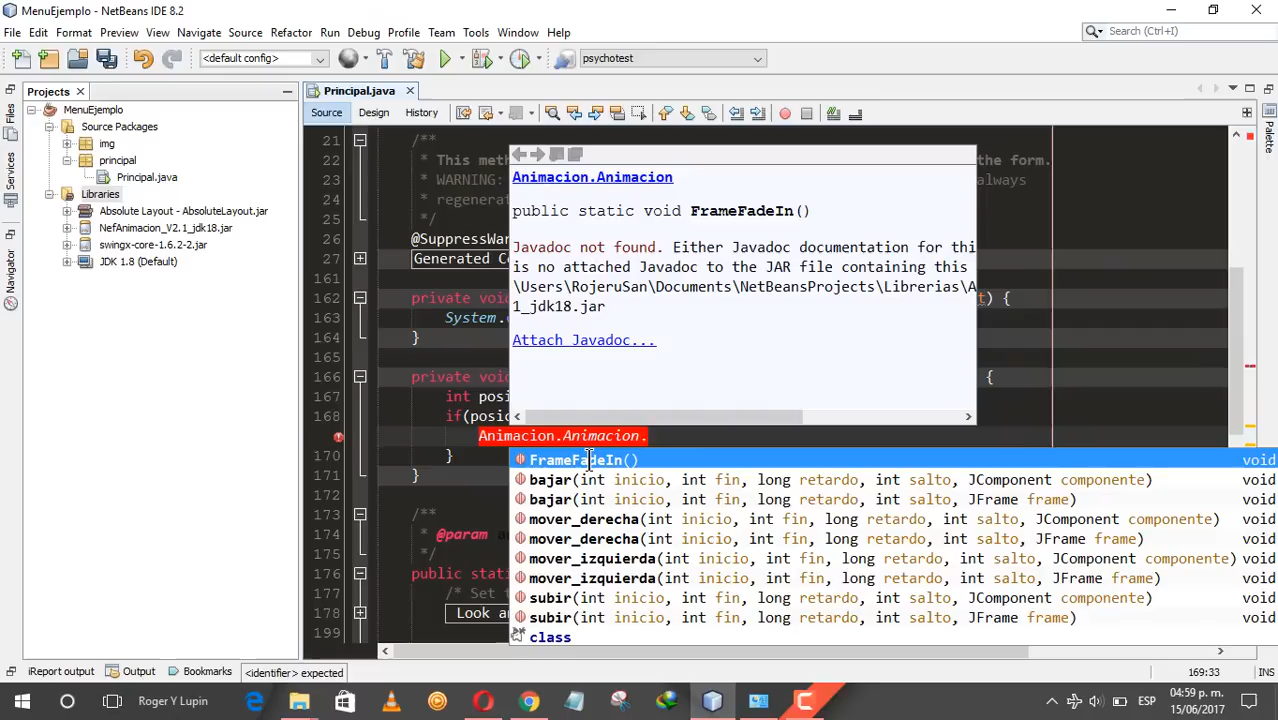 MenuEjemplo - NetBeans IDE 8.2
File Edit Format Preview View Navigate Source Refactor Run Debug Profile Team Tools Window Help
Search (Ctrl+I)
<default config>
psychotest
Projects
Principal.java
Source Design History
Files
Services
Navigator
Palette
MenuEjemplo
Source Packages
img
principal
Principal.java
Libraries
Absolute Layout - AbsoluteLayout.jar
NefAnimacion_V2.1_jdk18.jar
swingx-core-1.6.2-2.jar
JDK 1.8 (Default)
21 /**
22 * This meth the form.
23 * WARNING: always
24 * regenerat
25 */
26 @SuppressWar
27 Generated Co
161
162 private void t) {
163 System.
164 }
165
166 private void {
167 int posi
168 if(posic
Animacion.Animacion.
170 }
171 }
173 /**
174 * @param a
175 */
176 public stati
177 /* Set t
178 Look an
199
Animacion.Animacion
public static void FrameFadeIn()
Javadoc not found. Either Javadoc documentation for this
is no attached Javadoc to the JAR file containing this
\Users\RojeruSan\Documents\NetBeansProjects\Librerias\A
1_jdk18.jar
Attach Javadoc...
FrameFadeIn() void
bajar(int inicio, int fin, long retardo, int salto, JComponent componente) void
bajar(int inicio, int fin, long retardo, int salto, JFrame frame) void
mover_derecha(int inicio, int fin, long retardo, int salto, JComponent componente) void
mover_derecha(int inicio, int fin, long retardo, int salto, JFrame frame) void
mover_izquierda(int inicio, int fin, long retardo, int salto, JComponent componente) void
mover_izquierda(int inicio, int fin, long retardo, int salto, JFrame frame) void
subir(int inicio, int fin, long retardo, int salto, JComponent componente) void
subir(int inicio, int fin, long retardo, int salto, JFrame frame) void
class
iReport output Output Bookmarks <identifier> expected 169:33 INS
Roger Y Lupin
ESP
04:59 p. m.
15/06/2017